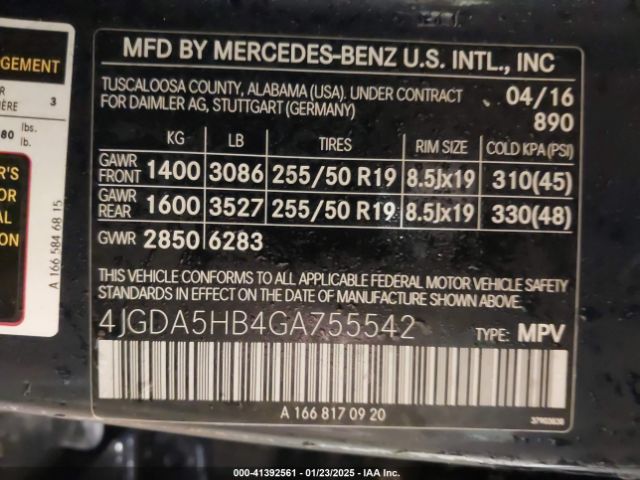 GEMENT
3
80 lbs.
lb.
R'S
R TO
OR
AL
ON
A 166 584 68 15
MFD BY MERCEDES-BENZ U.S. INTL., INC
TUSCALOOSA COUNTY, ALABAMA (USA). UNDER CONTRACT 04/16
FOR DAIMLER AG, STUTTGART (GERMANY) 890
KG LB TIRES RIM SIZE COLD KPA (PSI)
GAWR FRONT 1400 3086 255/50 R19 8.5Jx19 310(45)
GAWR REAR 1600 3527 255/50 R19 8.5Jx19 330(48)
GVWR 2850 6283
THIS VEHICLE CONFORMS TO ALL APPLICABLE FEDERAL MOTOR VEHICLE SAFETY
STANDARDS IN EFFECT ON THE DATE OF MANUFACTURE SHOWN ABOVE.
4JGDA5HB4GA755542 TYPE: MPV
A 166 817 09 20
000-41392561 - 01/23/2025 - IAA Inc.